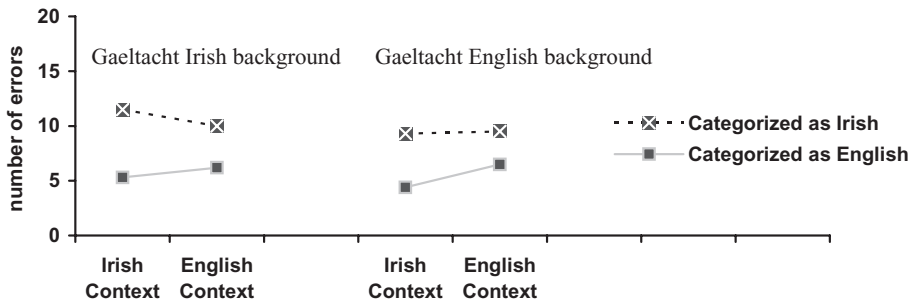 20
15
10
5
0
number of errors
Gaeltacht Irish background
Gaeltacht English background
Categorized as Irish
Categorized as English
Irish
Context
English
Context
Irish
Context
English
Context